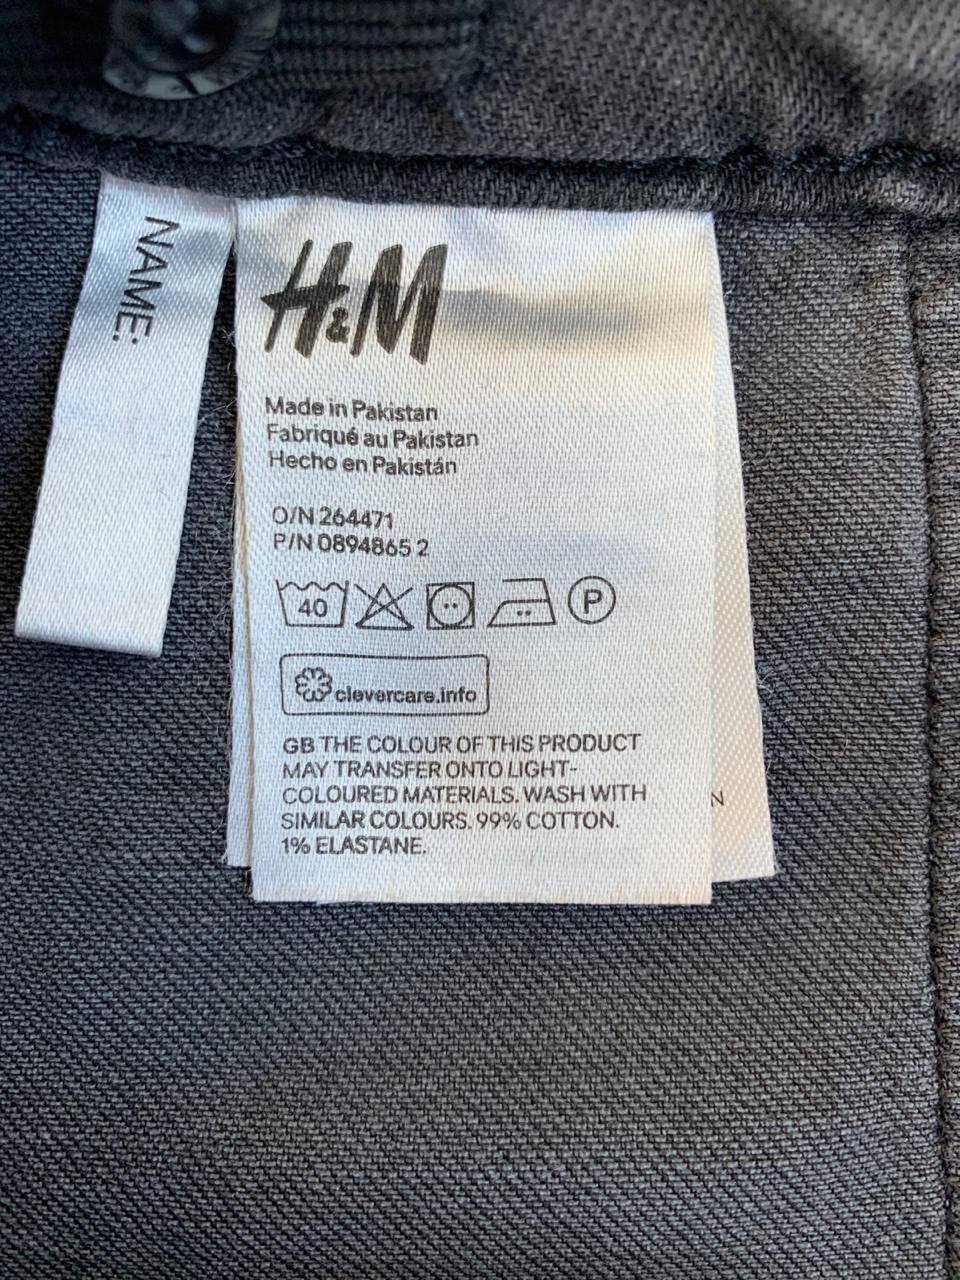 NAME:
H&M
Made in Pakistan
Fabriqué au Pakistan
Hecho en Pakistán
O/N 264471
P/N 0894865 2
40 P
clevercare.info
GB THE COLOUR OF THIS PRODUCT
MAY TRANSFER ONTO LIGHT-
COLOURED MATERIALS. WASH WITH
SIMILAR COLOURS. 99% COTTON.
1% ELASTANE.
N